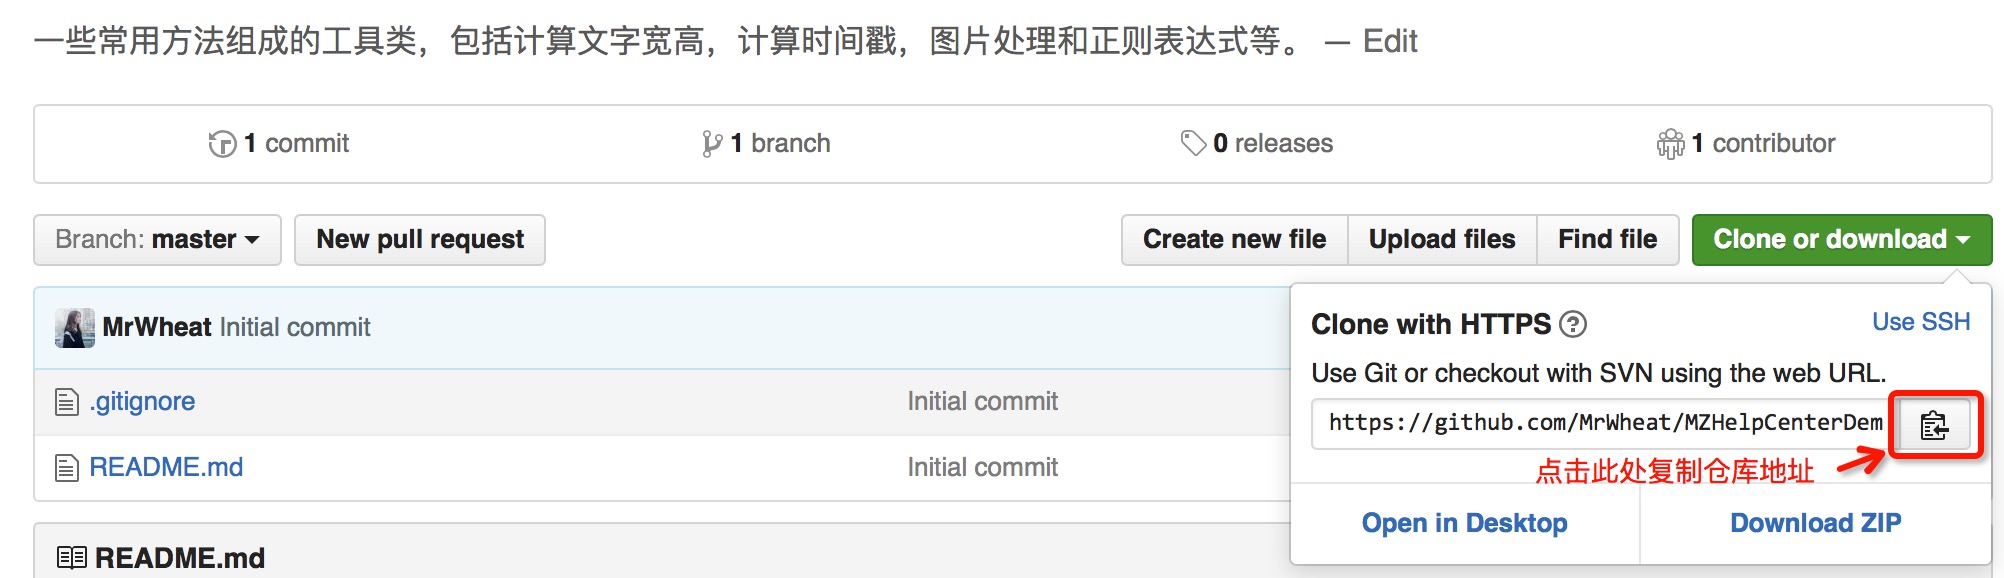 一些常用方法组成的工具类，包括计算文字宽高，计算时间戳，图片处理和正则表达式等。 — Edit
1 commit
1 branch
0 releases
1 contributor
Branch: master
New pull request
Create new file
Upload files
Find file
Clone or download
MrWheat Initial commit
.gitignore
Initial commit
README.md
Initial commit
README.md
Clone with HTTPS ?
Use SSH
Use Git or checkout with SVN using the web URL.
https://github.com/MrWheat/MZHelpCenterDem
点击此处复制仓库地址
Open in Desktop
Download ZIP